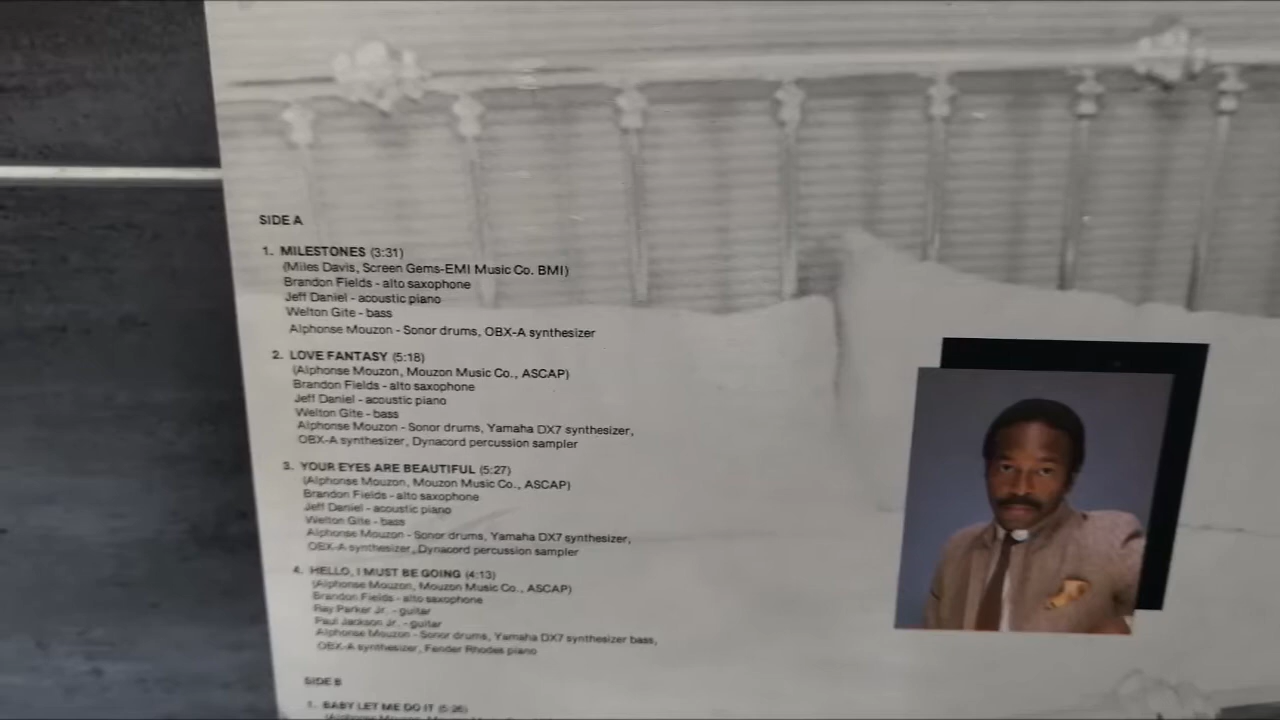 SIDE A
1. MILESTONES (3:31)
(Miles Davis, Screen Gems-EMI Music Co. BMI)
Brandon Fields - alto saxophone
Jeff Daniel - acoustic piano
Welton Gite - bass
Alphonse Mouzon - Sonor drums, OBX-A synthesizer
2. LOVE FANTASY (5:18)
(Alphonse Mouzon, Mouzon Music Co., ASCAP)
Brandon Fields - alto saxophone
Jeff Daniel - acoustic piano
Welton Gite - bass
Alphonse Mouzon - Sonor drums, Yamaha DX7 synthesizer,
OBX-A synthesizer, Dynacord percussion sampler
3. YOUR EYES ARE BEAUTIFUL (5:27)
(Alphonse Mouzon, Mouzon Music Co., ASCAP)
Brandon Fields - alto saxophone
Jeff Daniel - acoustic piano
Welton Gite - bass
Alphonse Mouzon - Sonor drums, Yamaha DX7 synthesizer,
OBX-A synthesizer, Dynacord percussion sampler
4. HELLO, I MUST BE GOING (4:13)
(Alphonse Mouzon, Mouzon Music Co., ASCAP)
Brandon Fields - alto saxophone
Ray Parker Jr. - guitar
Paul Jackson Jr. - guitar
Alphonse Mouzon - Sonor drums, Yamaha DX7 synthesizer bass,
OBX-A synthesizer, Fender Rhodes piano
SIDE B
1. BABY LET ME DO IT (5:26)